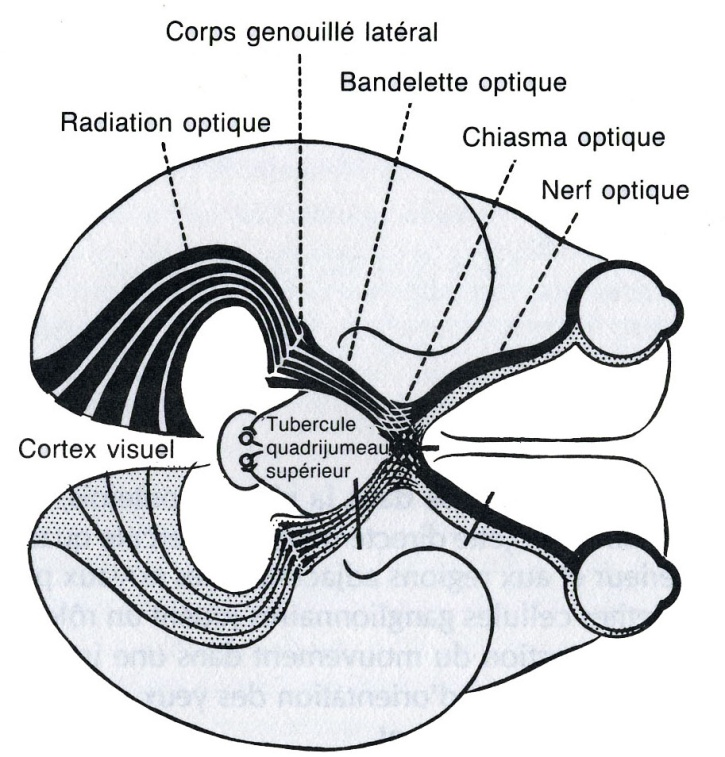 Corps genouillé latéral
Bandelette optique
Radiation optique
Chiasma optique
Nerf optique
Tubercule
Cortex visuel
quadrijumeau
supérieur